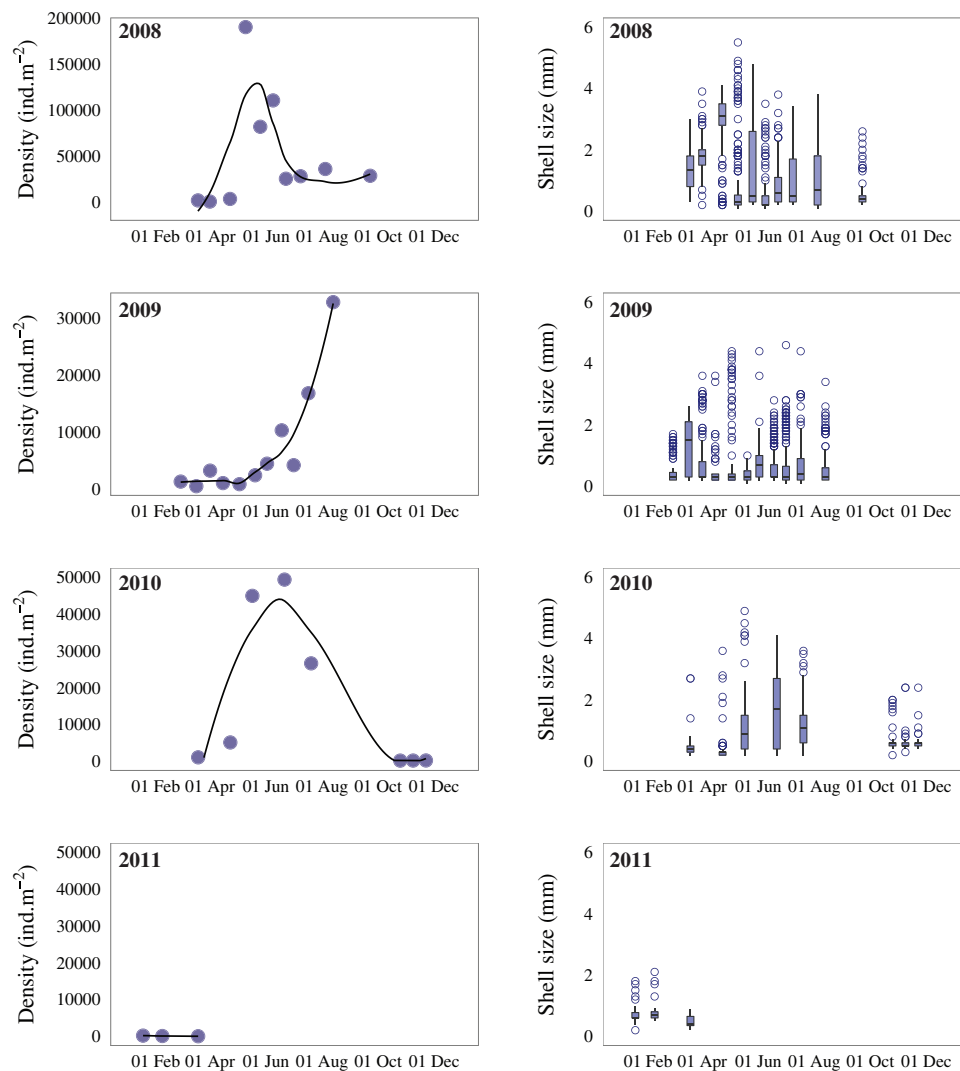 200000
150000
100000
50000
0
Density (ind.m−2)
2008
01 Feb 01 Apr 01 Jun 01 Aug 01 Oct 01 Dec
6
4
2
0
Shell size (mm)
2008
01 Feb 01 Apr 01 Jun 01 Aug 01 Oct 01 Dec
30000
20000
10000
0
Density (ind.m−2)
2009
01 Feb 01 Apr 01 Jun 01 Aug 01 Oct 01 Dec
6
4
2
0
Shell size (mm)
2009
01 Feb 01 Apr 01 Jun 01 Aug 01 Oct 01 Dec
50000
40000
30000
20000
10000
0
Density (ind.m−2)
2010
01 Feb 01 Apr 01 Jun 01 Aug 01 Oct 01 Dec
6
4
2
0
Shell size (mm)
2010
01 Feb 01 Apr 01 Jun 01 Aug 01 Oct 01 Dec
50000
40000
30000
20000
10000
0
Density (ind.m−2)
2011
01 Feb 01 Apr 01 Jun 01 Aug 01 Oct 01 Dec
6
4
2
0
Shell size (mm)
2011
01 Feb 01 Apr 01 Jun 01 Aug 01 Oct 01 Dec